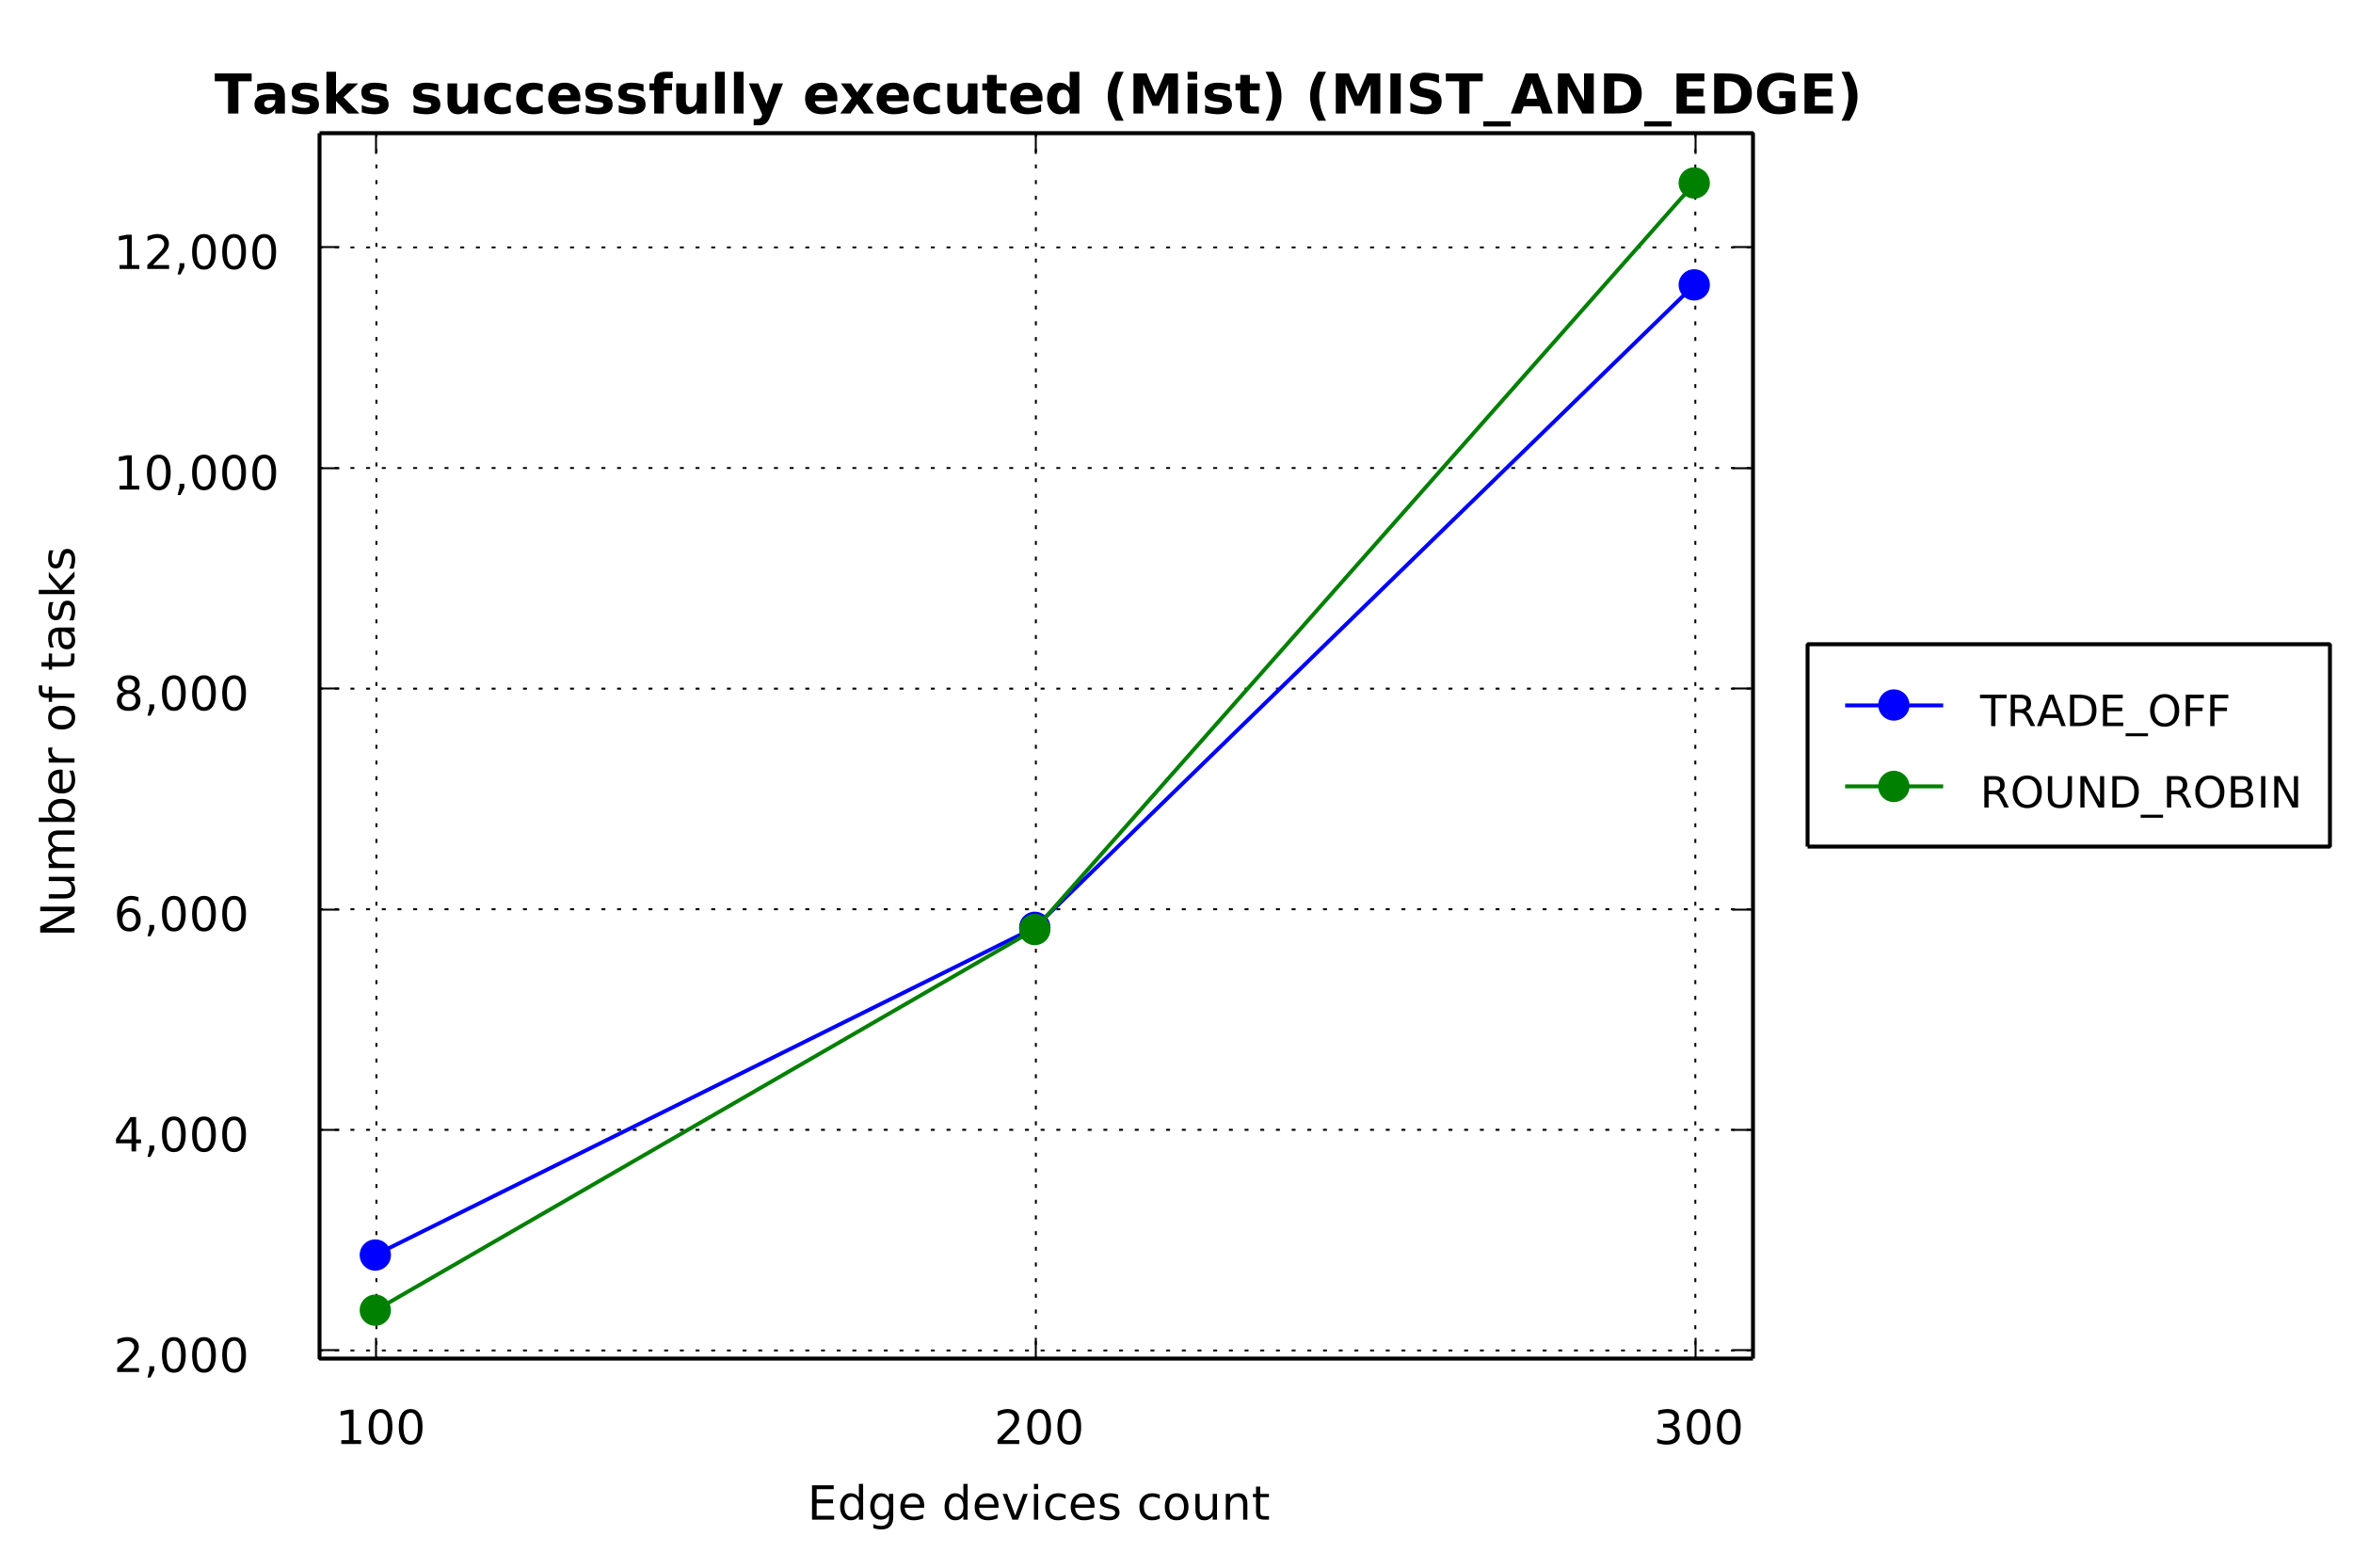 Tasks successfully executed (Mist) (MIST_AND_EDGE)
12,000
10,000
8,000
6,000
4,000
2,000
Number of tasks
100
200
300
Edge devices count
TRADE_OFF
ROUND_ROBIN